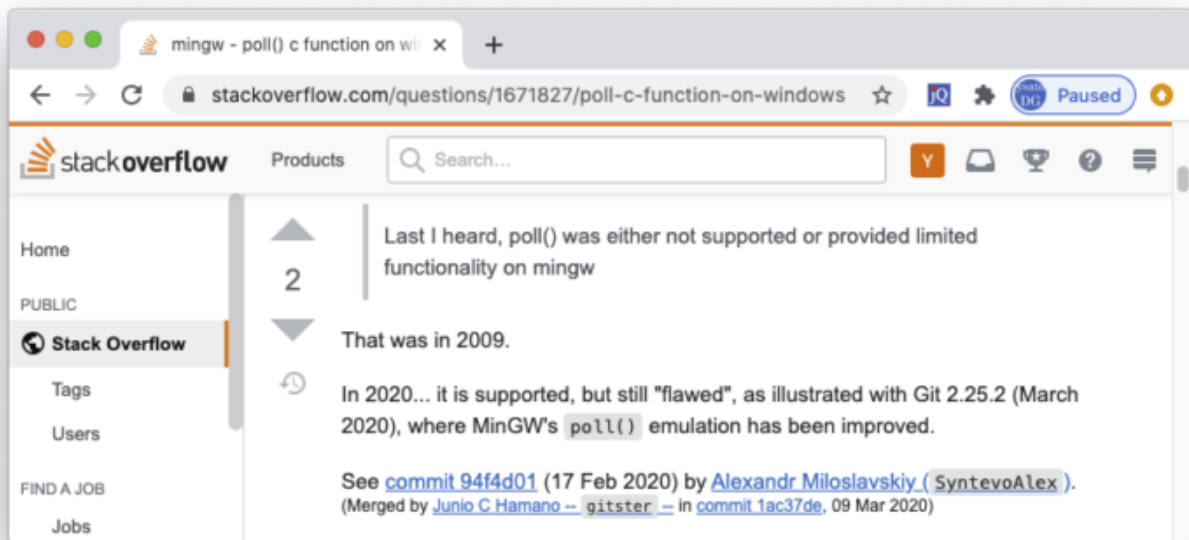 mingw - poll() c function on wi
stackoverflow.com/questions/1671827/poll-c-function-on-windows
jQ
DG
Paused
stackoverflow
Products
Search...
Y
Home
PUBLIC
Stack Overflow
Tags
Users
FIND A JOB
Jobs
2
Last I heard, poll() was either not supported or provided limited
functionality on mingw
That was in 2009.
In 2020... it is supported, but still "flawed", as illustrated with Git 2.25.2 (March
2020), where MinGW's poll() emulation has been improved.
See commit 94f4d01 (17 Feb 2020) by Alexandr Miloslavskiy (SyntevoAlex).
(Merged by Junio C Hamano -- gitster -- in commit 1ac37de, 09 Mar 2020)